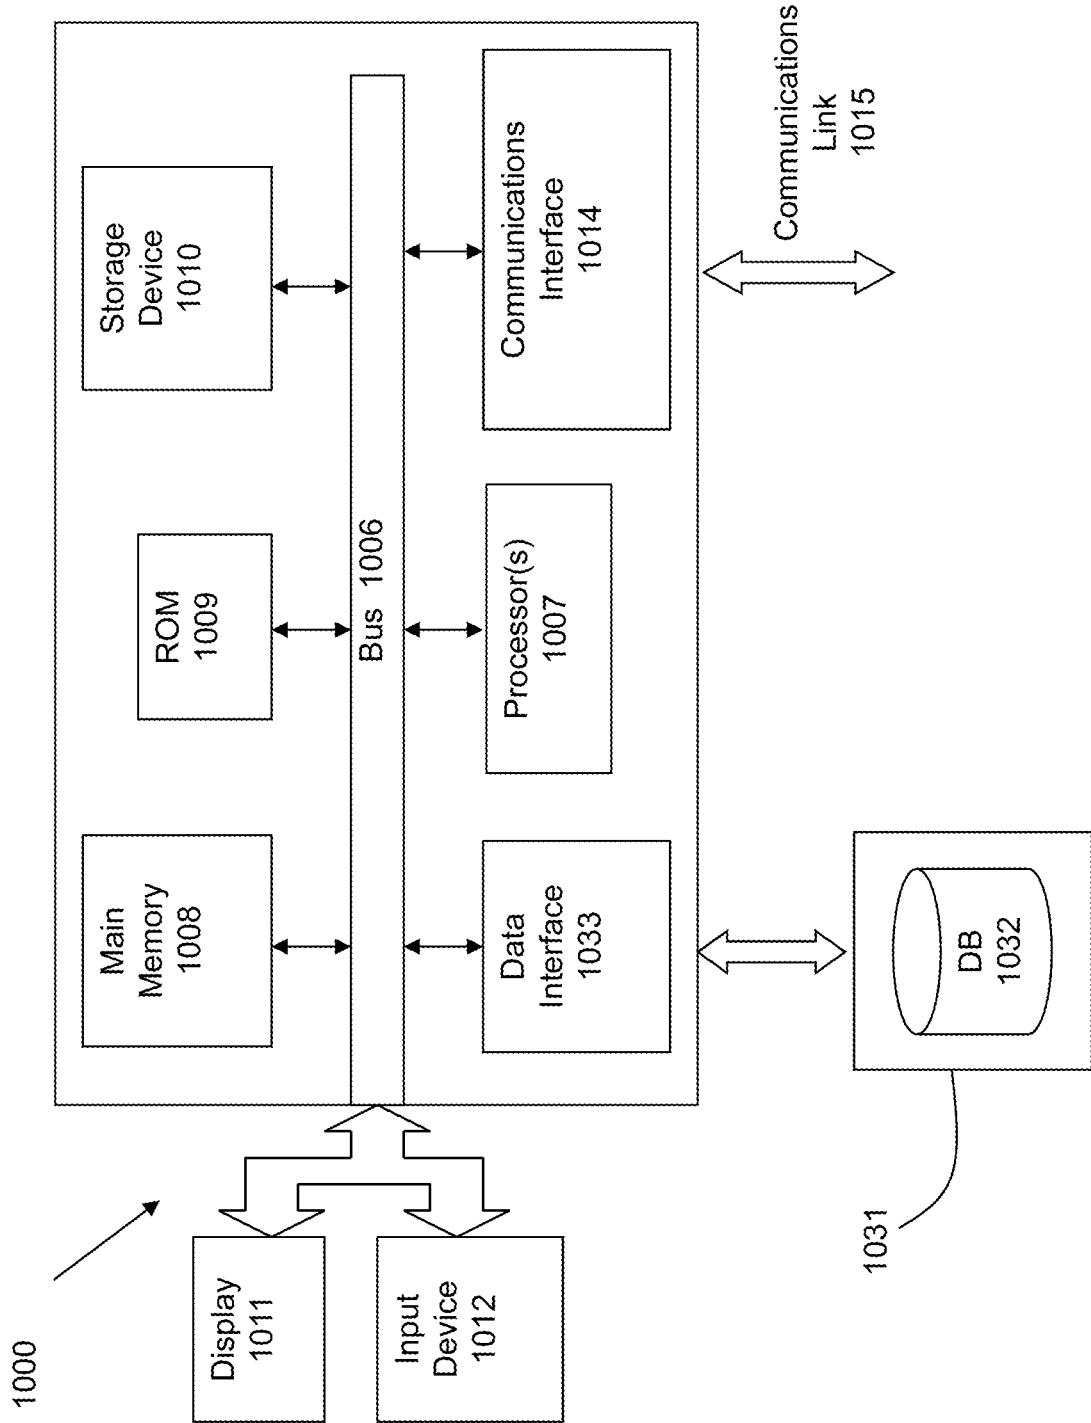 1000
Main
Memory
1008
ROM
1009
Storage
Device
1010
Display
1011
Input
Device
1012
Bus 1006
Data
Interface
1033
Processor(s)
1007
Communications
Interface
1014
Communications
Link
1015
1031
DB
1032